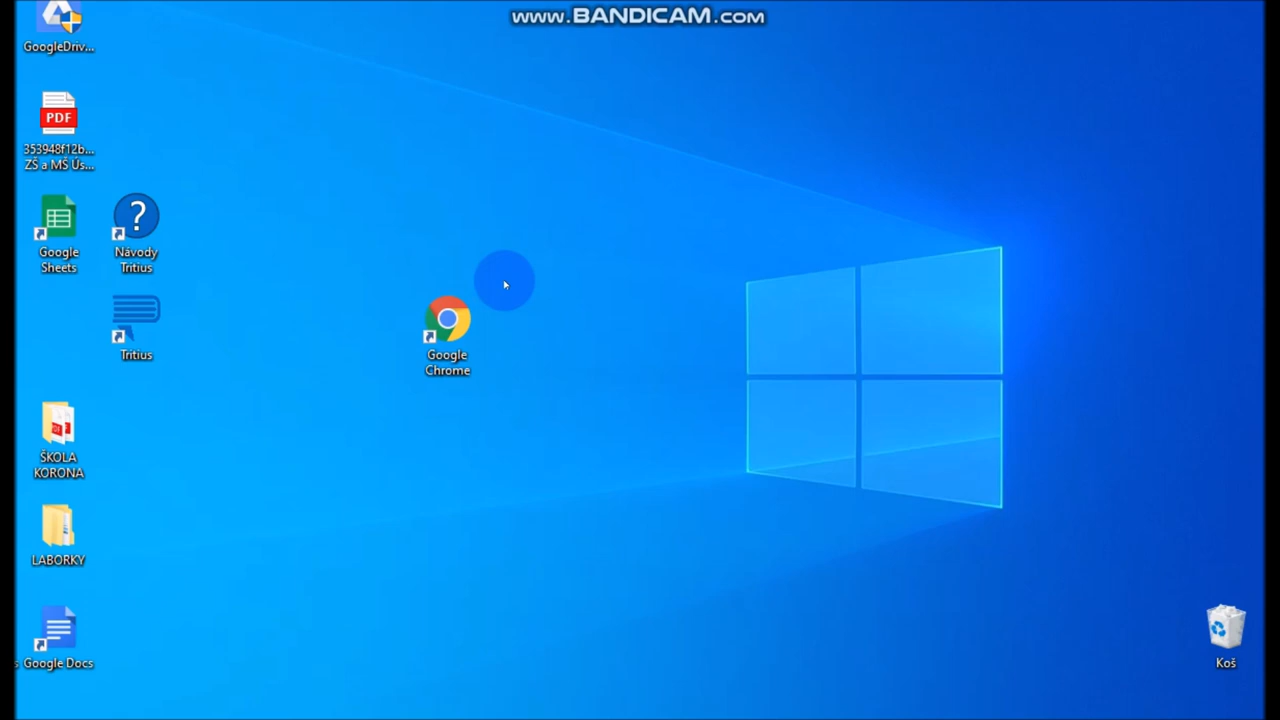 www.BANDICAM.com
GoogleDriv...
PDF
353948f12b...
ZŠ a MŠ Ús...
Google
Sheets
?
Návody
Tritius
Tritius
Google
Chrome
ŠKOLA
KORONA
LABORKY
Google Docs
Koš